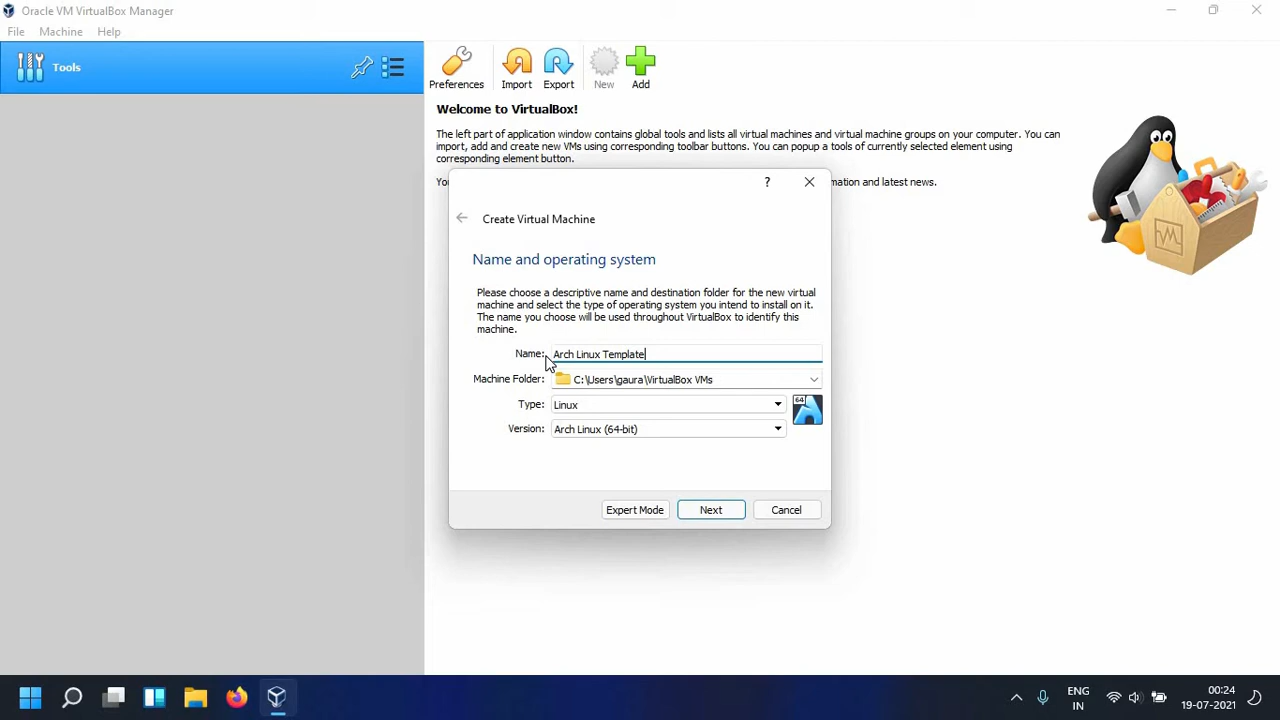 Oracle VM VirtualBox Manager
File Machine Help
Tools
Preferences Import Export New Add
Welcome to VirtualBox!
The left part of application window contains global tools and lists all virtual machines and virtual machine groups on your computer. You can
import, add and create new VMs using corresponding toolbar buttons. You can popup a tools of currently selected element using
corresponding element button.
mation and latest news.
?
Create Virtual Machine
Name and operating system
Please choose a descriptive name and destination folder for the new virtual
machine and select the type of operating system you intend to install on it.
The name you choose will be used throughout VirtualBox to identify this
machine.
Name: Arch Linux Template
Machine Folder: C:\Users\gaura\VirtualBox VMs
Type: Linux
64
Version: Arch Linux (64-bit)
Expert Mode Next Cancel
ENG
IN
00:24
19-07-2021